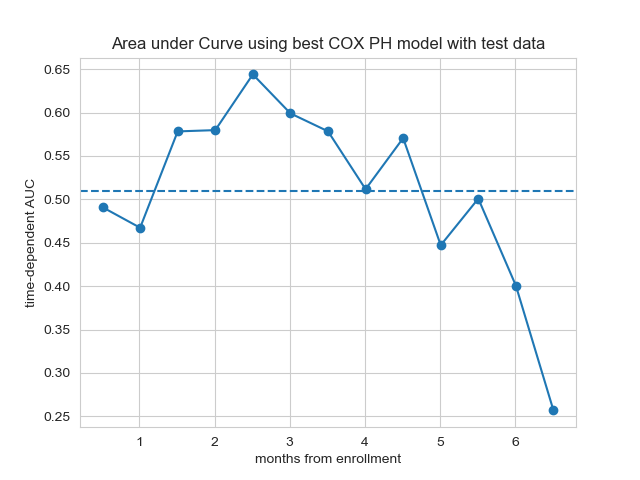 Area under Curve using best COX PH model with test data
time-dependent AUC
0.65
0.60
0.55
0.50
0.45
0.40
0.35
0.30
0.25
1 2 3 4 5 6
months from enrollment